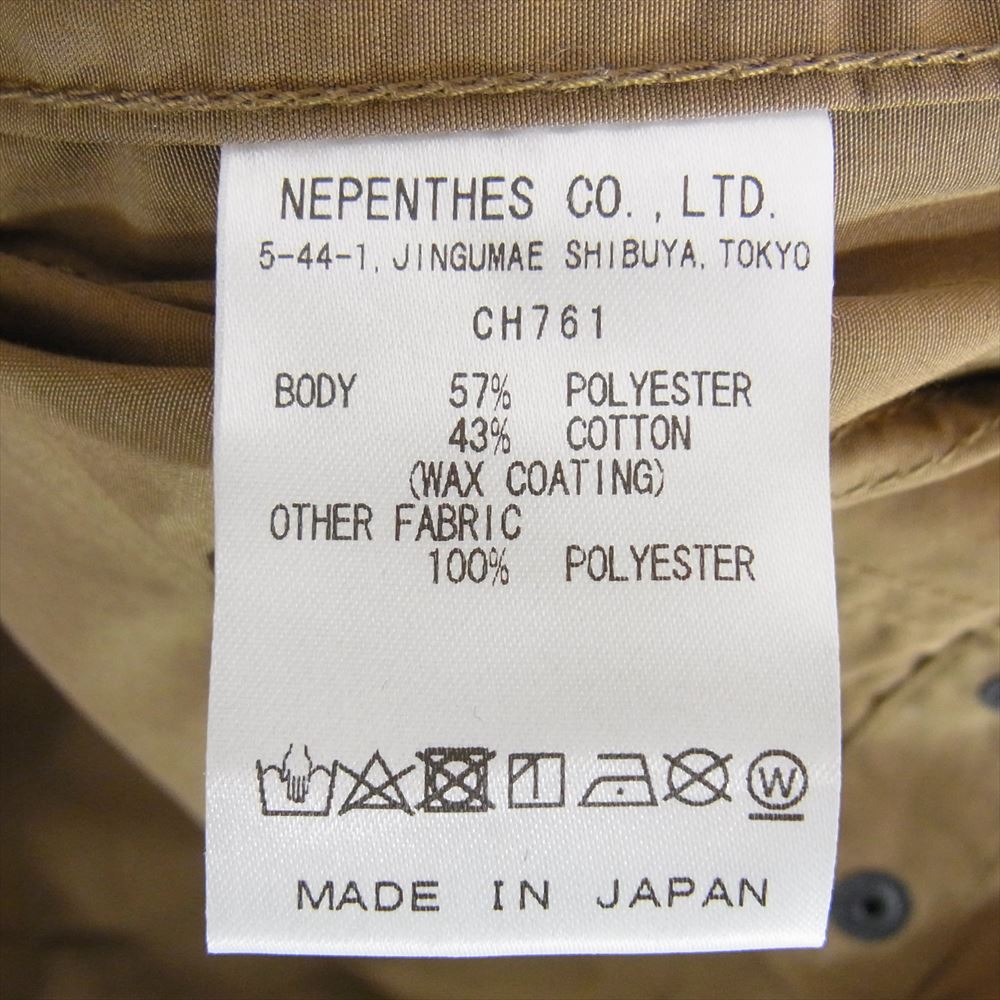 NEPENTHES CO., LTD.
5-44-1, JINGUMAE SHIBUYA, TOKYO
CH761
BODY 57% POLYESTER
43% COTTON
(WAX COATING)
OTHER FABRIC
100% POLYESTER
W
MADE IN JAPAN